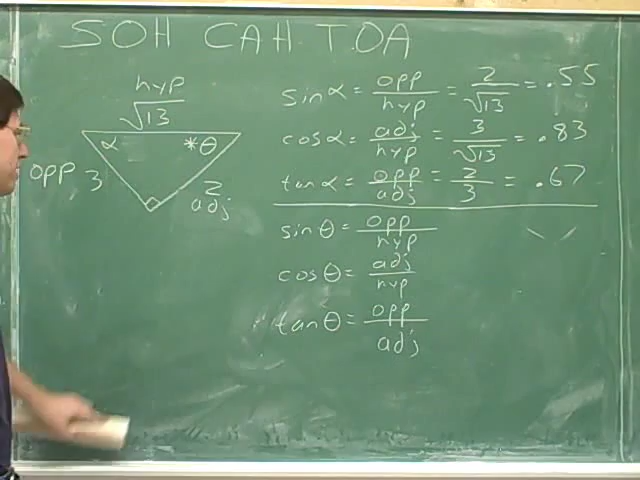 SOH CAH TOA
hyp
√13
α *θ
opp 3
2
adj
sin α = opp/hyp = 2/√13 = .55
cos α = adj/hyp = 3/√13 = .83
tan α = opp/adj = 2/3 = .67
sin θ = opp/hyp
cos θ = adj/hyp
tan θ = opp/adj